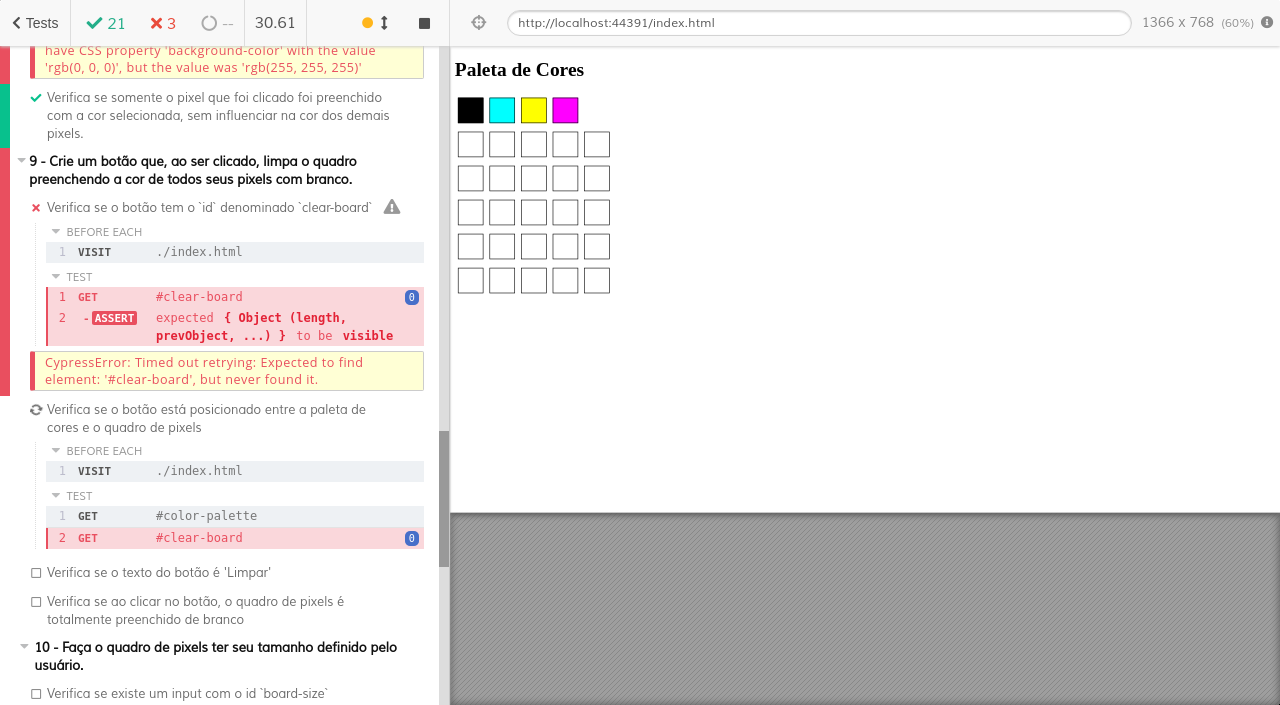 Tests 21 3 -- 30.61 http://localhost:44391/index.html 1366 x 768 (60%)
have CSS property 'background-color' with the value
'rgb(0, 0, 0)', but the value was 'rgb(255, 255, 255)'
Verifica se somente o pixel que foi clicado foi preenchido
com a cor selecionada, sem influenciar na cor dos demais
pixels.
9 - Crie um botão que, ao ser clicado, limpa o quadro
preenchendo a cor de todos seus pixels com branco.
Verifica se o botão tem o `id` denominado `clear-board`
BEFORE EACH
1 VISIT ./index.html
TEST
1 GET #clear-board 0
2 -ASSERT expected { Object (length,
prevObject, ...) } to be visible
CypressError: Timed out retrying: Expected to find
element: '#clear-board', but never found it.
Verifica se o botão está posicionado entre a paleta de
cores e o quadro de pixels
BEFORE EACH
1 VISIT ./index.html
TEST
1 GET #color-palette
2 GET #clear-board 0
Verifica se o texto do botão é 'Limpar'
Verifica se ao clicar no botão, o quadro de pixels é
totalmente preenchido de branco
10 - Faça o quadro de pixels ter seu tamanho definido pelo
usuário.
Verifica se existe um input com o id `board-size`
Paleta de Cores